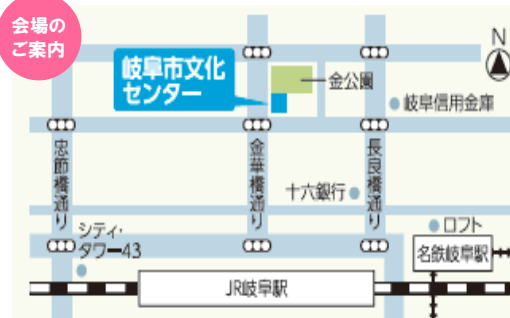 会場の
ご案内
N
岐阜市文化
センター
金公園
岐阜信用金庫
忠節橋通り
金華橋通り
長良橋通り
十六銀行
シティ・
タワー43
ロフト
名鉄岐阜駅
JR岐阜駅